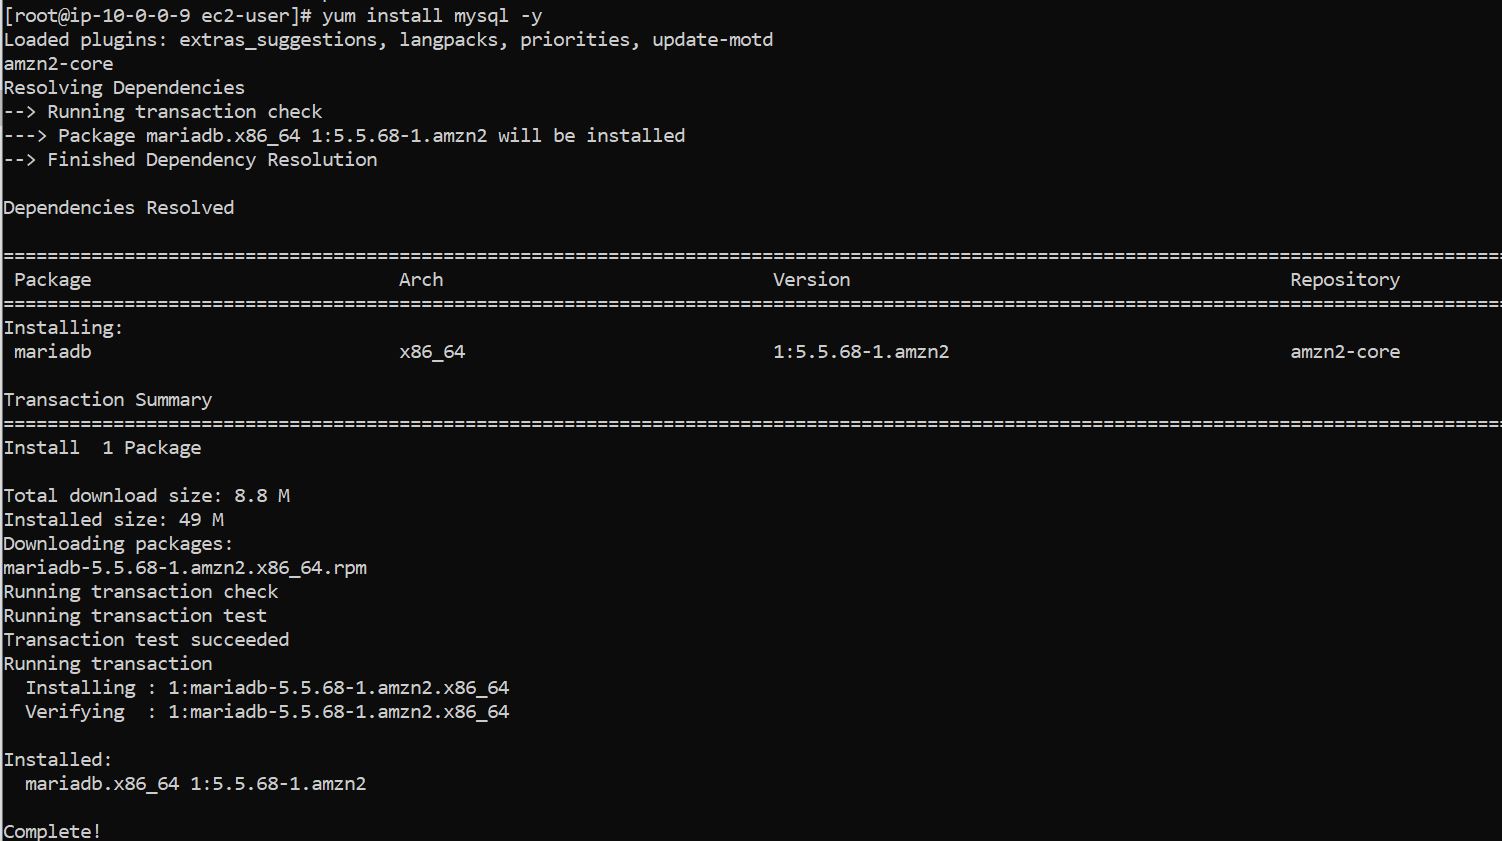 [root@ip-10-0-0-9 ec2-user]# yum install mysql -y
Loaded plugins: extras_suggestions, langpacks, priorities, update-motd
amzn2-core
Resolving Dependencies
--> Running transaction check
---> Package mariadb.x86_64 1:5.5.68-1.amzn2 will be installed
--> Finished Dependency Resolution

Dependencies Resolved

================================================================================
 Package Arch Version Repository
================================================================================
Installing:
 mariadb x86_64 1:5.5.68-1.amzn2 amzn2-core

Transaction Summary
================================================================================
Install  1 Package

Total download size: 8.8 M
Installed size: 49 M
Downloading packages:
mariadb-5.5.68-1.amzn2.x86_64.rpm
Running transaction check
Running transaction test
Transaction test succeeded
Running transaction
  Installing : 1:mariadb-5.5.68-1.amzn2.x86_64
  Verifying  : 1:mariadb-5.5.68-1.amzn2.x86_64

Installed:
  mariadb.x86_64 1:5.5.68-1.amzn2

Complete!